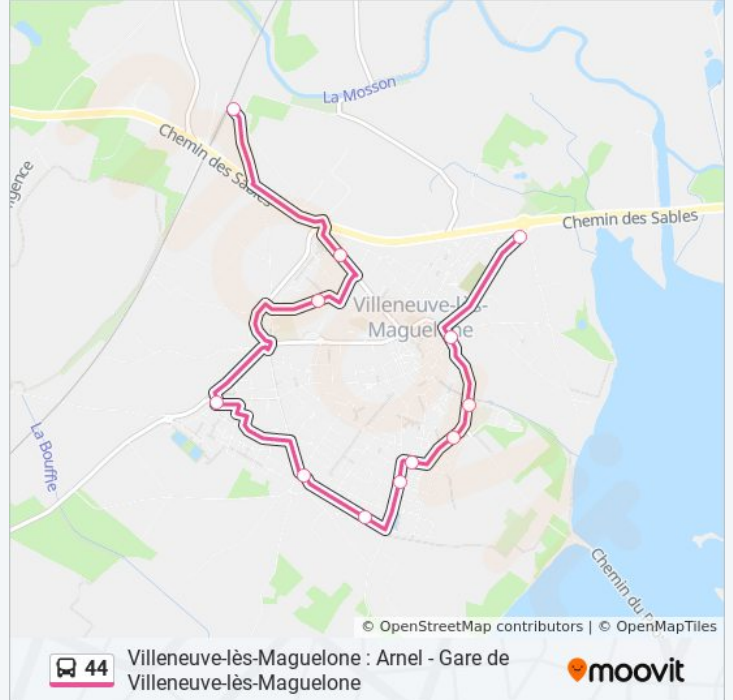 La Mosson
Chemin des Sables
Chemin des Sables
Villeneuve-lès-
Maguelone
La Bouffie
© OpenStreetMap contributors | © OpenMapTiles
44
Villeneuve-lès-Maguelone : Arnel - Gare de
Villeneuve-lès-Maguelone
moovit